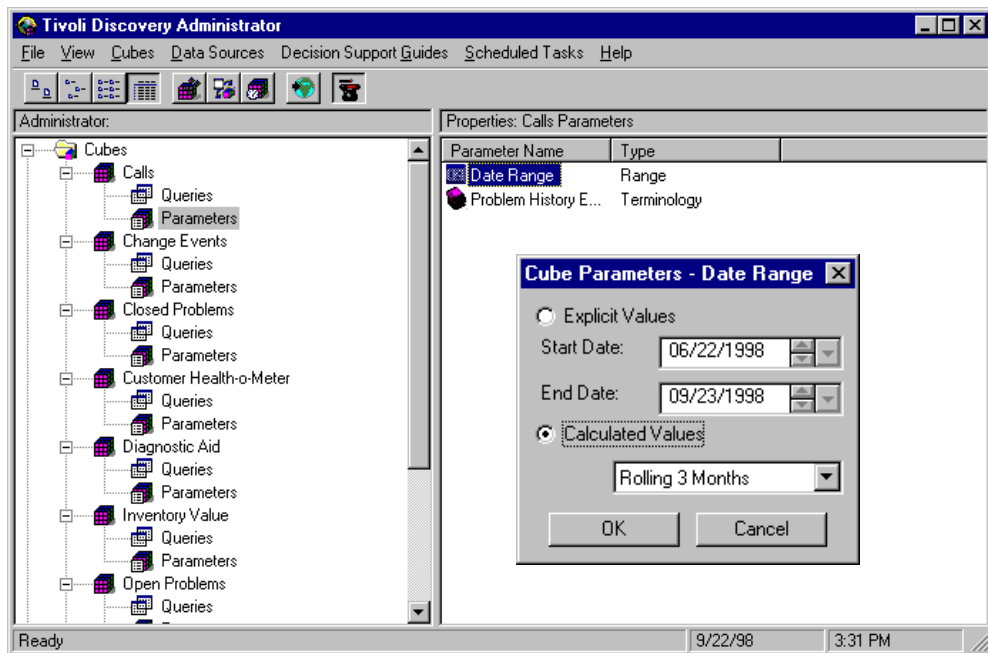 Tivoli Discovery Administrator
File View Cubes Data Sources Decision Support Guides Scheduled Tasks Help
Administrator:
Cubes
Calls
Queries
Parameters
Change Events
Queries
Parameters
Closed Problems
Queries
Parameters
Customer Health-o-Meter
Queries
Parameters
Diagnostic Aid
Queries
Parameters
Inventory Value
Queries
Parameters
Open Problems
Queries
Properties: Calls Parameters
Parameter Name Type
Date Range Range
Problem History E... Terminology
Cube Parameters - Date Range
Explicit Values
Start Date: 06/22/1998
End Date: 09/23/1998
Calculated Values
Rolling 3 Months
OK Cancel
Ready 9/22/98 3:31 PM